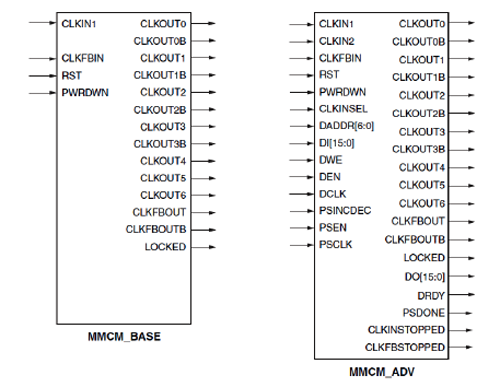 CLKIN1
CLKFBIN
RST
PWRDWN
CLKOUT0
CLKOUT0B
CLKOUT1
CLKOUT1B
CLKOUT2
CLKOUT2B
CLKOUT3
CLKOUT3B
CLKOUT4
CLKOUT5
CLKOUT6
CLKFBOUT
CLKFBOUTB
LOCKED
MMCM_BASE
CLKIN1
CLKIN2
CLKFBIN
RST
PWRDWN
CLKINSEL
DADDR[6:0]
DI[15:0]
DWE
DEN
DCLK
PSINCDEC
PSEN
PSCLK
CLKOUT0
CLKOUT0B
CLKOUT1
CLKOUT1B
CLKOUT2
CLKOUT2B
CLKOUT3
CLKOUT3B
CLKOUT4
CLKOUT5
CLKOUT6
CLKFBOUT
CLKFBOUTB
LOCKED
DO[15:0]
DRDY
PSDONE
CLKINSTOPPED
CLKFBSTOPPED
MMCM_ADV